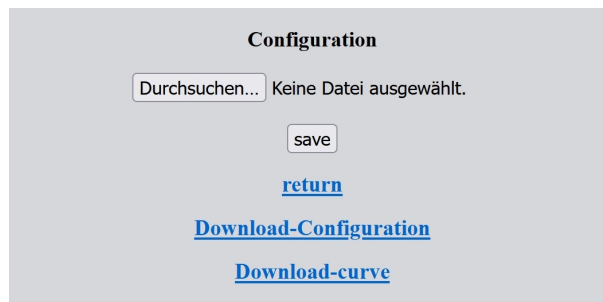 Configuration
Durchsuchen... Keine Datei ausgewählt.
save
return
Download-Configuration
Download-curve